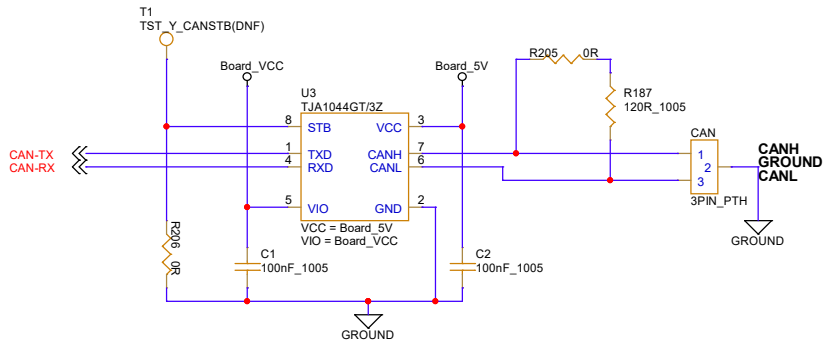 T1
TST_Y_CANSTB(DNF)
Board_VCC
Board_5V
R205 0R
U3
TJA1044GT/3Z
R187
120R_1005
8 STB VCC 3
CAN-TX 1 TXD CANH 7
CAN-RX 4 RXD CANL 6
5 VIO GND 2
CAN
1
2
3
3PIN_PTH
CANH
GROUND
CANL
VCC = Board_5V
VIO = Board_VCC
R206
0R
C1
100nF_1005
C2
100nF_1005
GROUND
GROUND